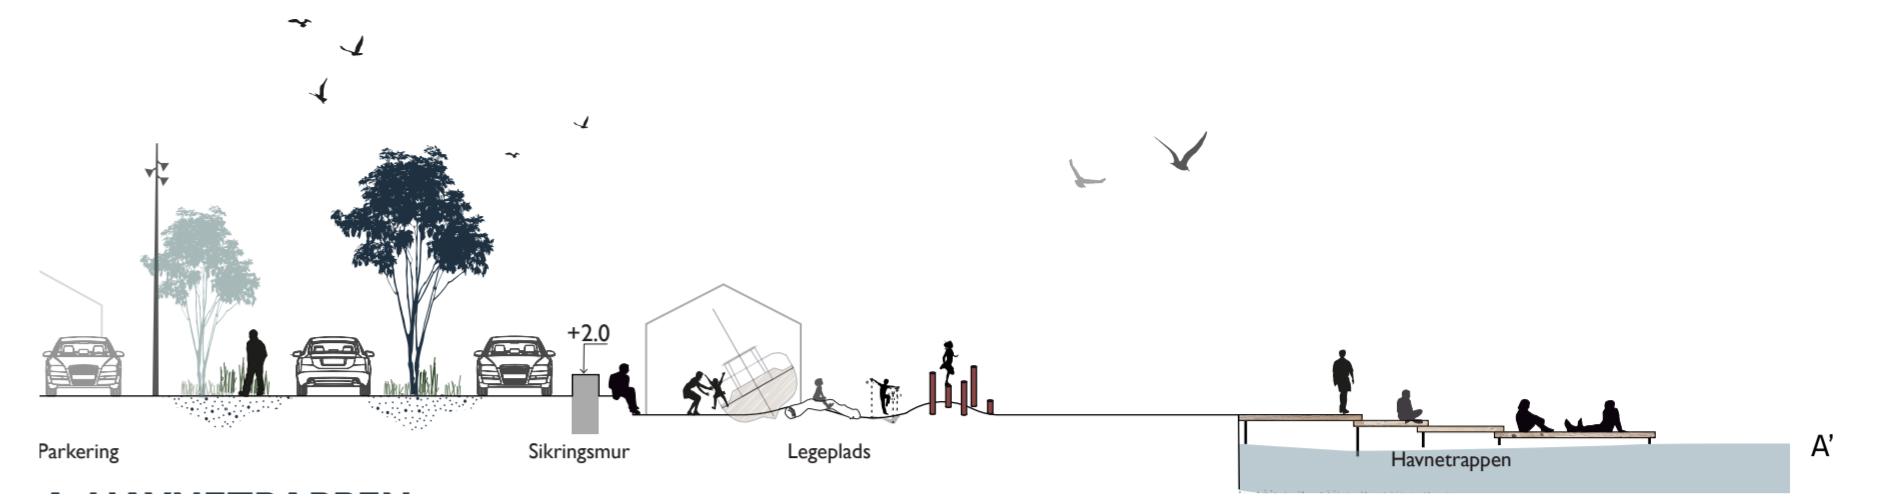 +2.0
Parkering
Sikringsmur
Legeplads
Havnetrappen
A'